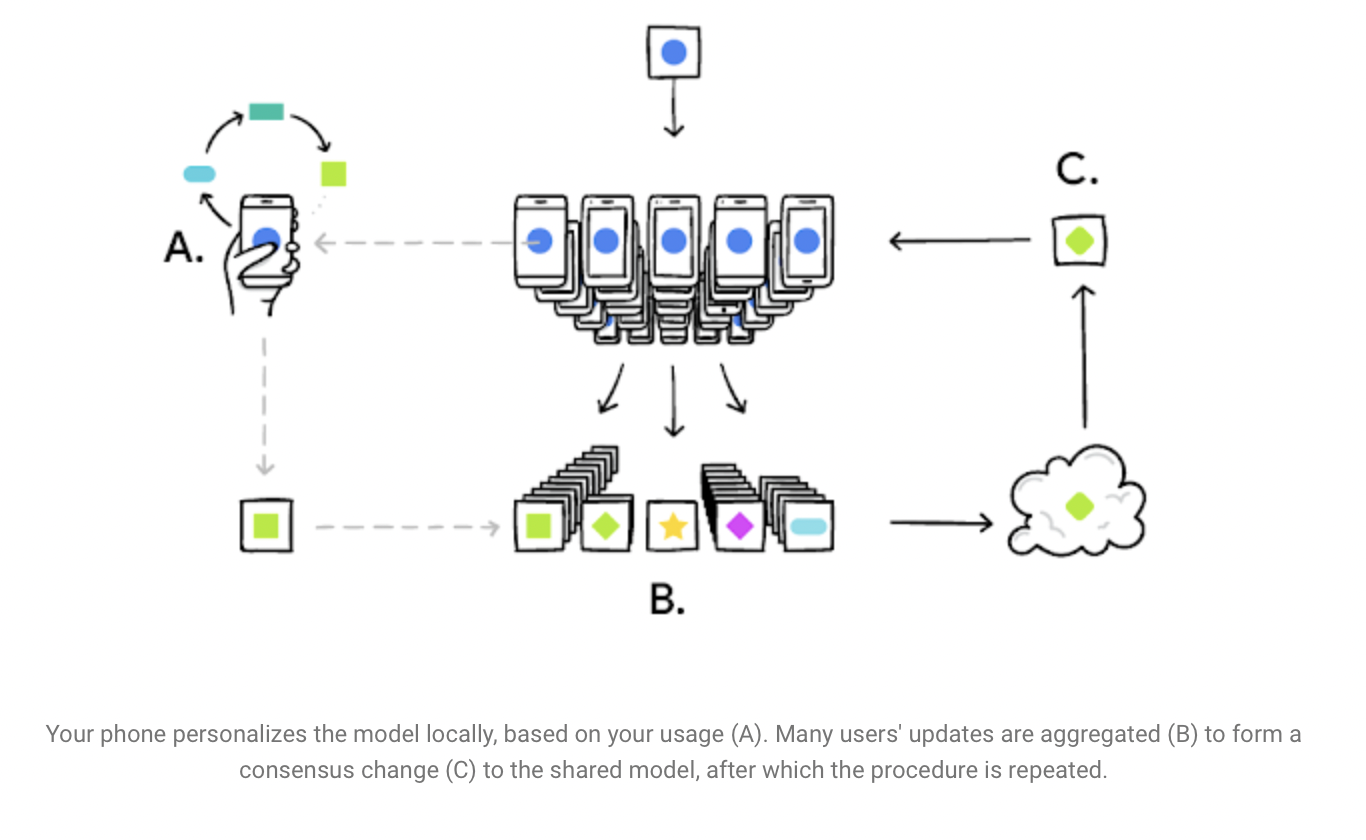 A.
C.
B.
Your phone personalizes the model locally, based on your usage (A). Many users' updates are aggregated (B) to form a
consensus change (C) to the shared model, after which the procedure is repeated.